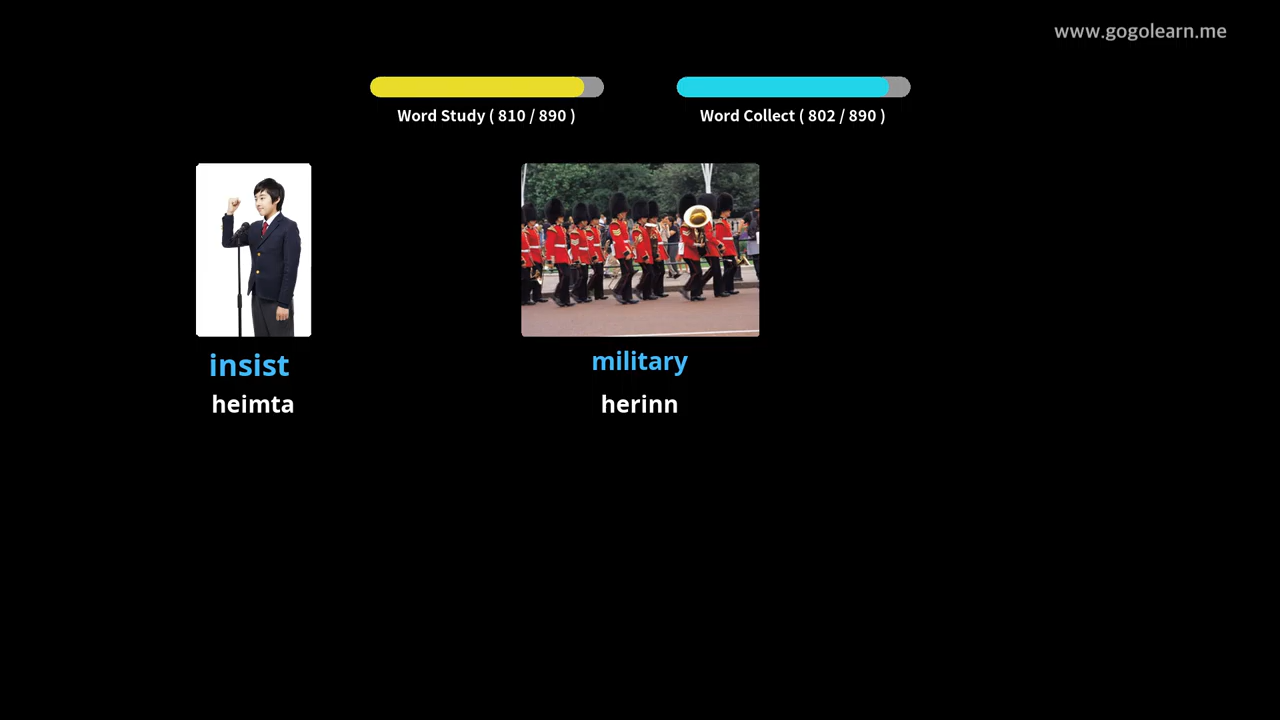 www.gogolearn.me
Word Study ( 810 / 890 )
Word Collect ( 802 / 890 )
insist
heimta
military
herinn